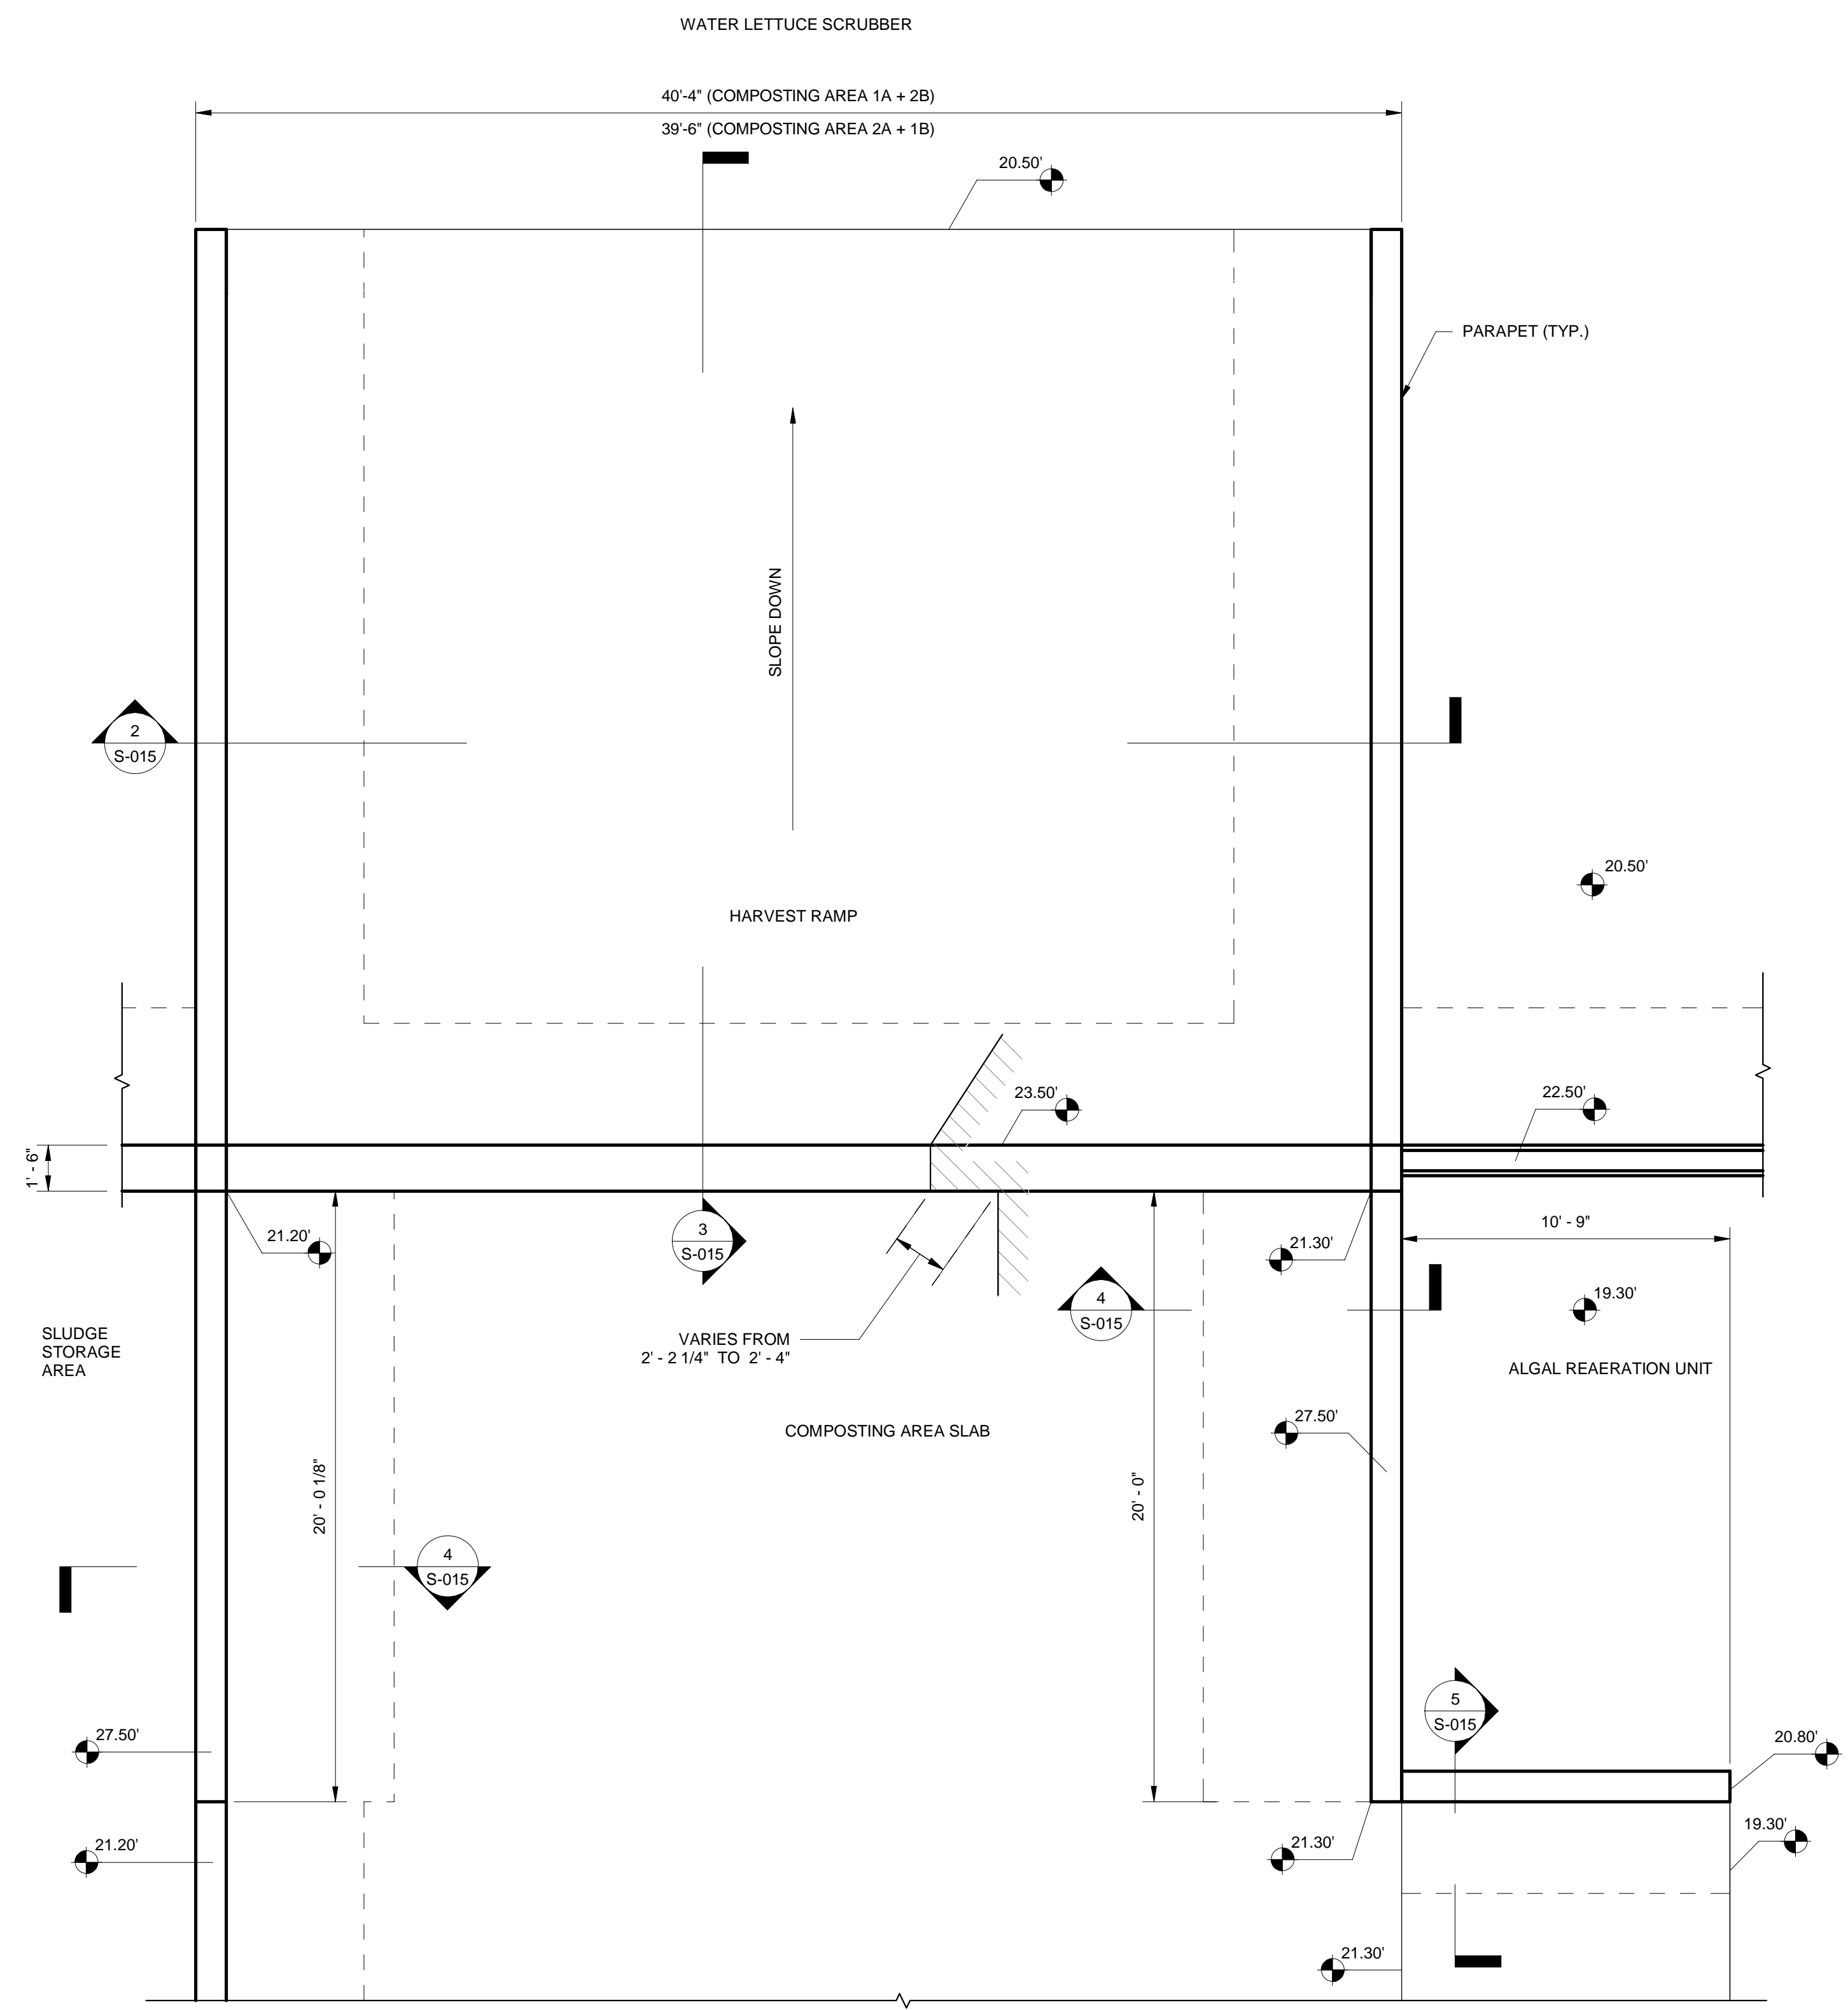 WATER LETTUCE SCRUBBER
40'-4" (COMPOSTING AREA 1A + 2B)
39'-6" (COMPOSTING AREA 2A + 1B)
20.50'
PARAPET (TYP.)
SLOPE DOWN
2
S-015
20.50'
HARVEST RAMP
23.50'
22.50'
1' - 6"
21.20'
3
S-015
21.30'
10' - 9"
4
S-015
19.30'
SLUDGE
STORAGE
AREA
VARIES FROM
2' - 2 1/4" TO 2' - 4"
ALGAL REAERATION UNIT
27.50'
COMPOSTING AREA SLAB
20' - 0 1/8"
20' - 0"
4
S-015
5
S-015
27.50'
20.80'
21.20'
21.30'
19.30'
21.30'